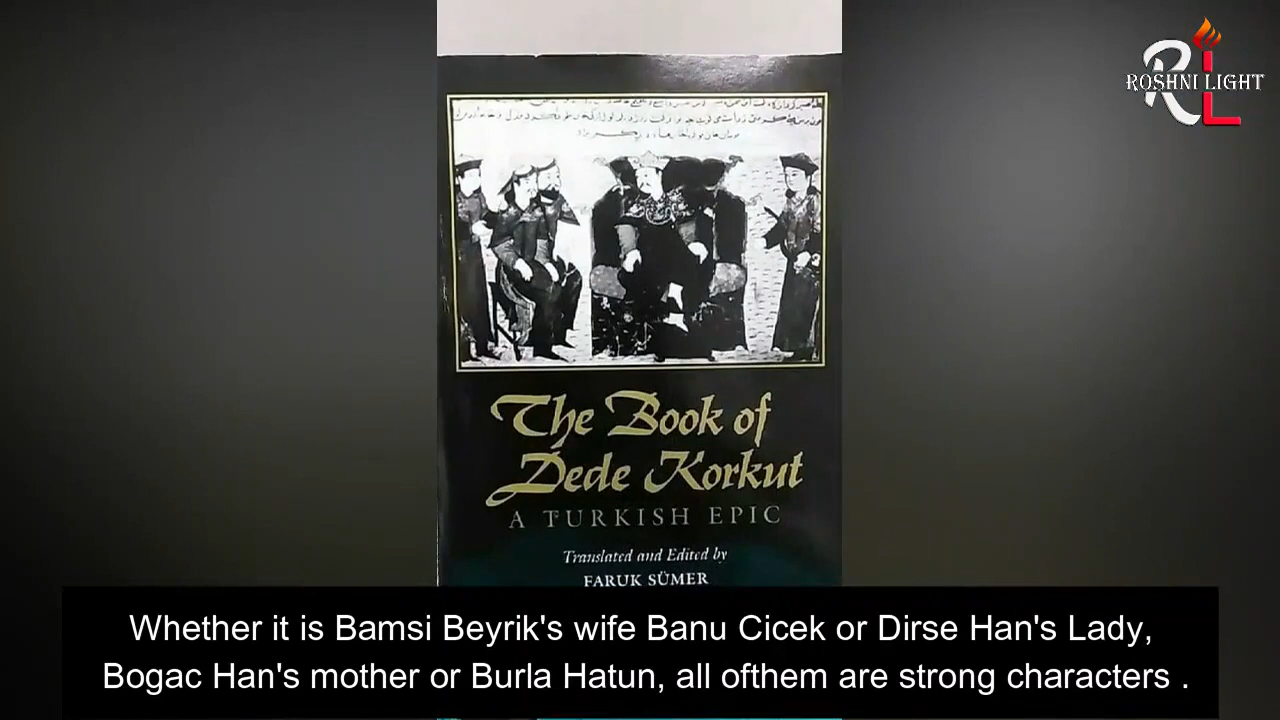 ROSHNI LIGHT
RL
The Book of
Dede Korkut
A TURKISH EPIC
Translated and Edited by
FARUK SÜMER
Whether it is Bamsi Beyrik's wife Banu Cicek or Dirse Han's Lady,
Bogac Han's mother or Burla Hatun, all ofthem are strong characters .